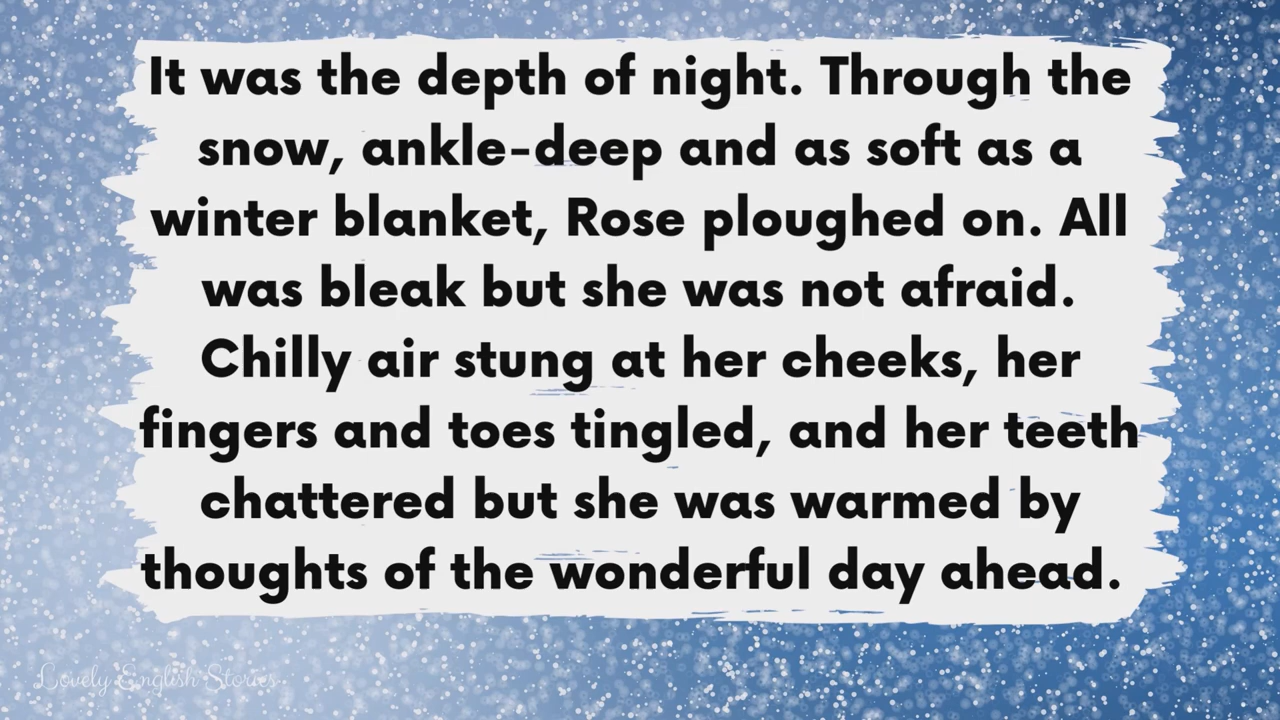 It was the depth of night. Through the
snow, ankle-deep and as soft as a
winter blanket, Rose ploughed on. All
was bleak but she was not afraid.
Chilly air stung at her cheeks, her
fingers and toes tingled, and her teeth
chattered but she was warmed by
thoughts of the wonderful day ahead.
Lovely English Stories